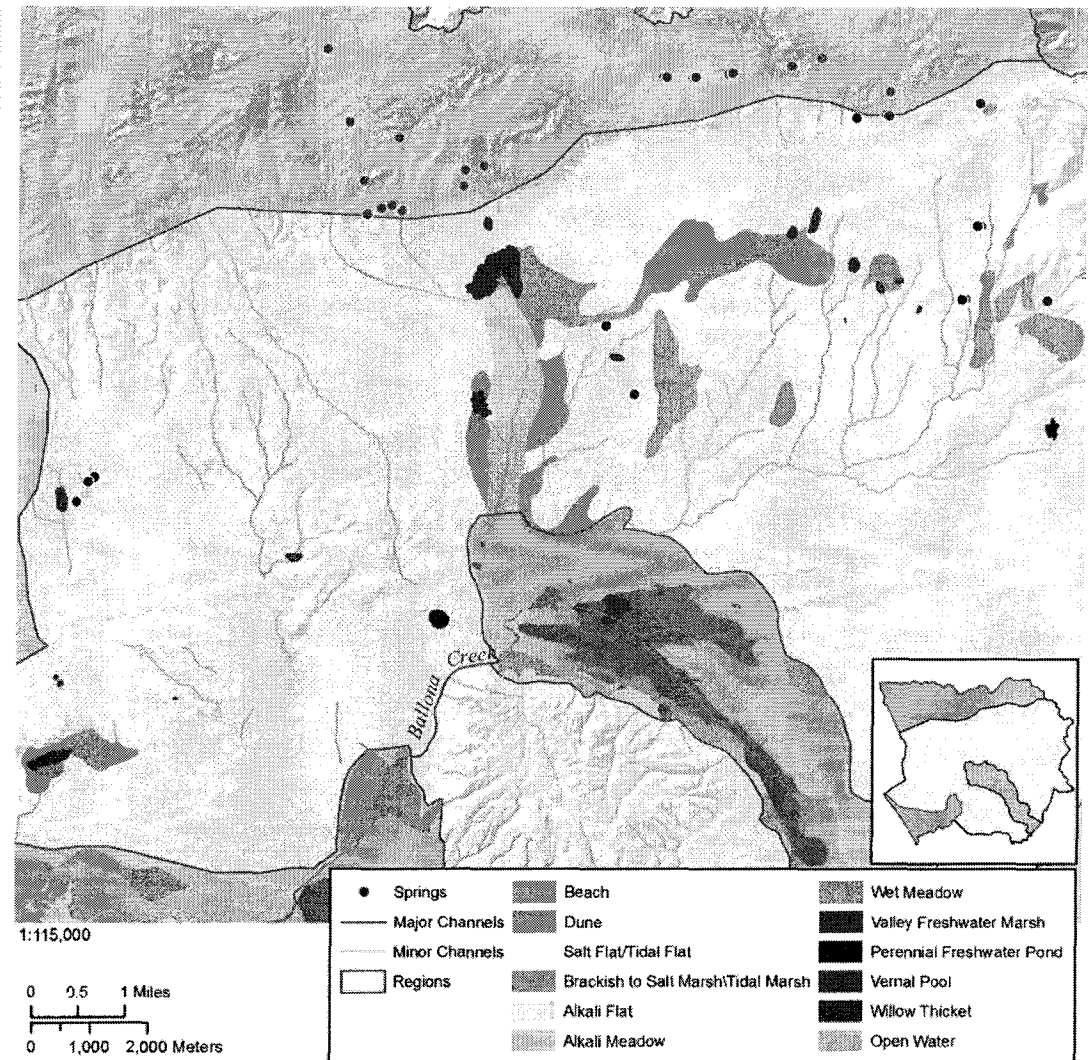 Ballona Creek
1:115,000
0 0.5 1 Miles
0 1,000 2,000 Meters
Springs
Major Channels
Minor Channels
Regions
Beach
Dune
Salt Flat/Tidal Flat
Brackish to Salt Marsh\Tidal Marsh
Alkali Flat
Alkali Meadow
Wet Meadow
Valley Freshwater Marsh
Perennial Freshwater Pond
Vernal Pool
Willow Thicket
Open Water